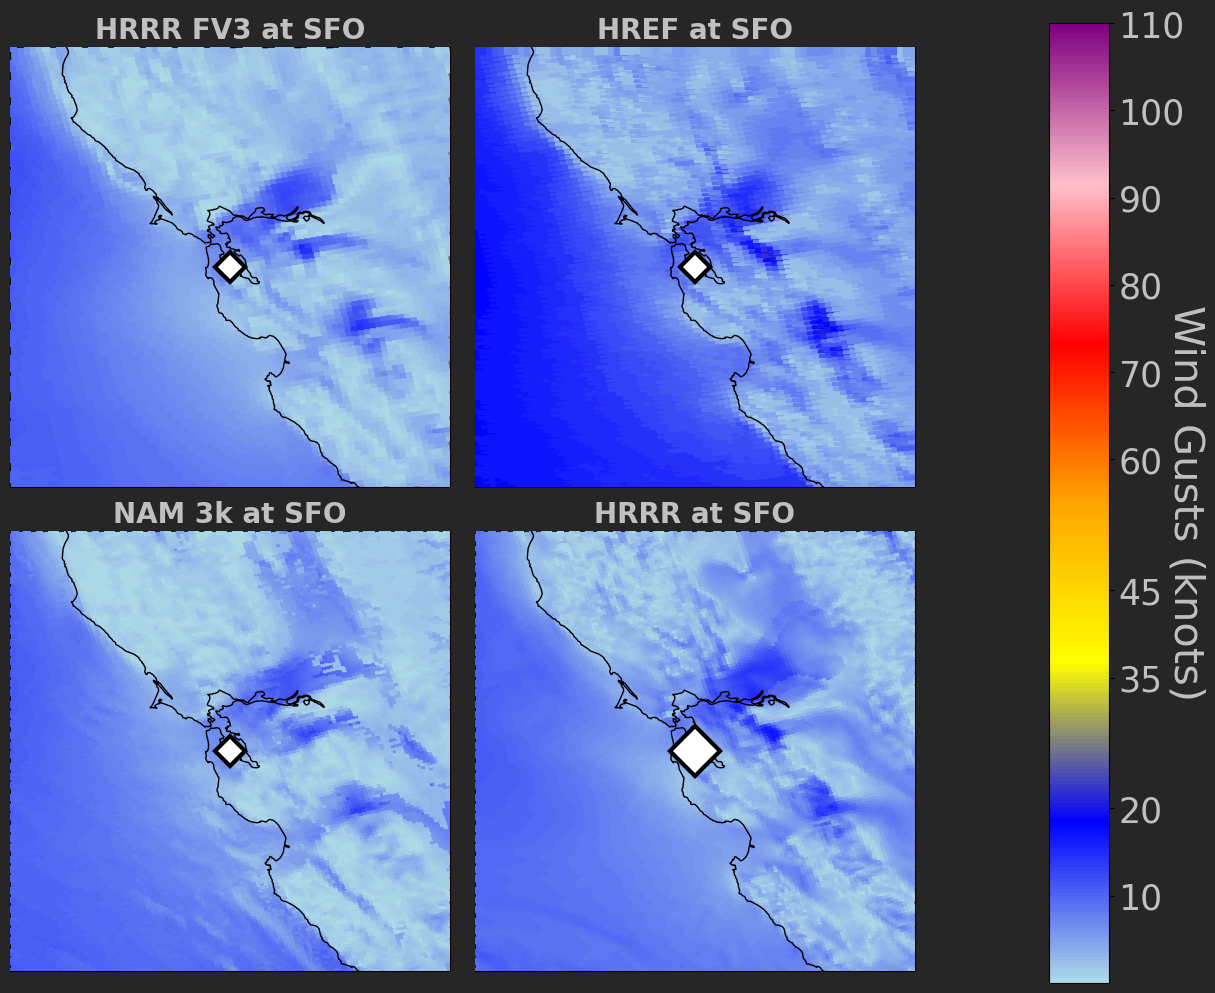 HRRR FV3 at SFO
HREF at SFO
NAM 3k at SFO
HRRR at SFO
110
100
90
80
70
60
45
35
20
10
Wind Gusts (knots)